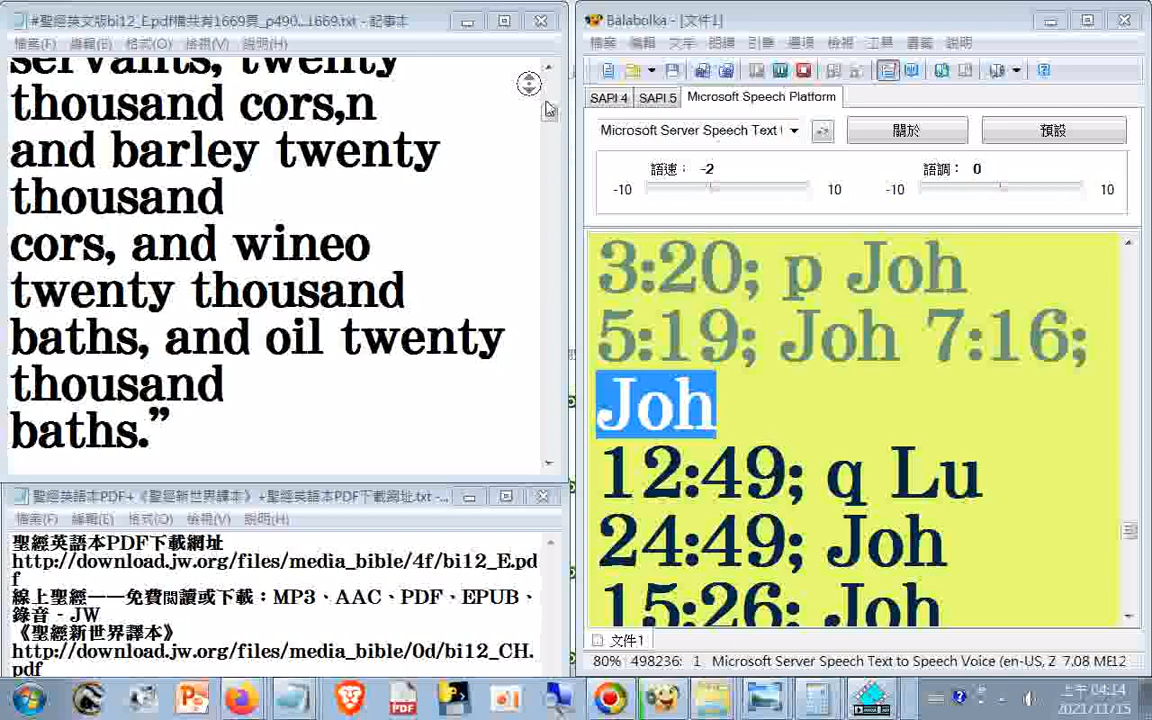 #聖經英文版bi12_E.pdf檔共有1669頁_p490...1669.txt - 記事本
檔案(F) 編輯(E) 格式(O) 檢視(V) 說明(H)
servants, twenty
thousand cors,n
and barley twenty
thousand
cors, and wineo
twenty thousand
baths, and oil twenty
thousand
baths.”
聖經英語本PDF+《聖經新世界譯本》+聖經英語本PDF下載網址.txt - ...
檔案(F) 編輯(E) 格式(O) 檢視(V) 說明(H)
聖經英語本PDF下載網址
http://download.jw.org/files/media_bible/4f/bi12_E.pd
f
線上聖經——免費閱讀或下載：MP3、AAC、PDF、EPUB、
錄音 - JW
《聖經新世界譯本》
http://download.jw.org/files/media_bible/0d/bi12_CH.
pdf
Balabolka - [文件1]
檔案 編輯 文字 朗讀 引擎 選項 檢視 工具 書籤 說明
SAPI 4 SAPI 5 Microsoft Speech Platform
Microsoft Server Speech Text 關於 預設
語速： -2 語調： 0
-10 10 -10 10
3:20; p Joh
5:19; Joh 7:16;
Joh
12:49; q Lu
24:49; Joh
15:26; Joh
文件1
80% 498236: 1 Microsoft Server Speech Text to Speech Voice (en-US, Z 7.08 ME12
上午 04:14
2021/11/15